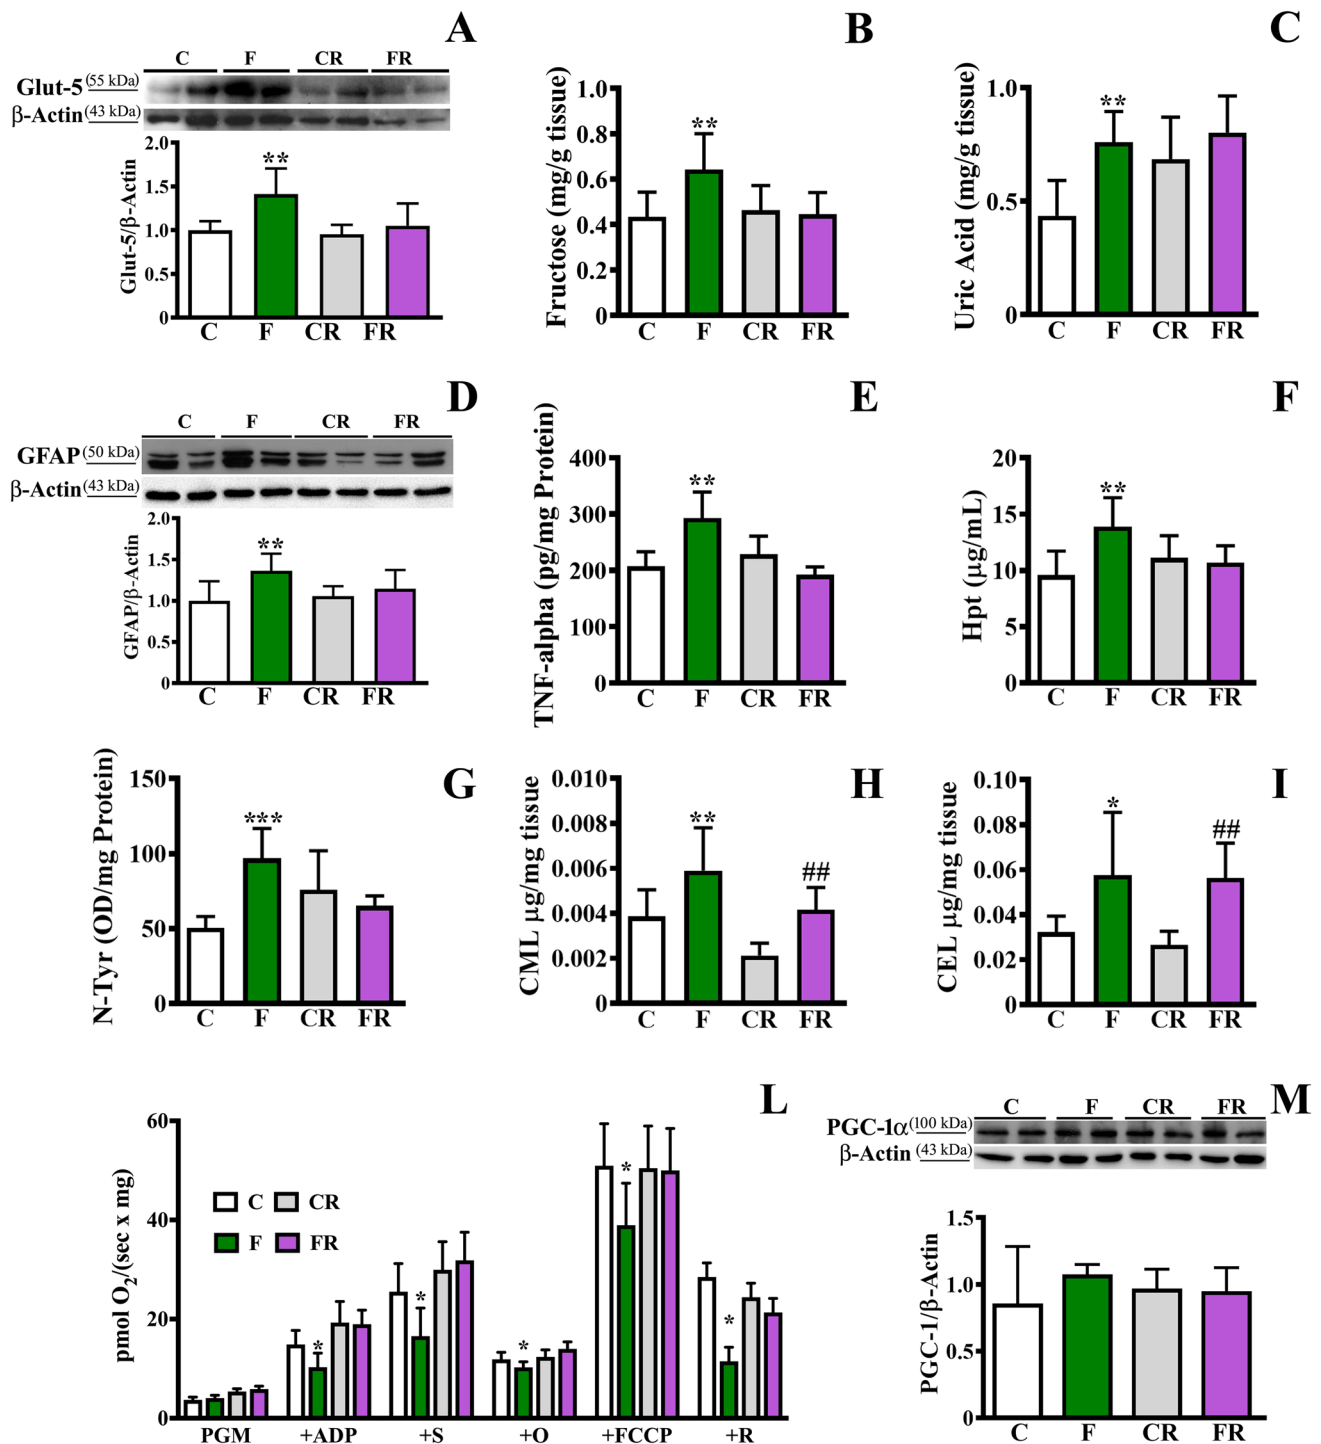 A
C F CR FR
Glut-5 (55 kDa)
β-Actin (43 kDa)
Glut-5/β-Actin
2.0
1.5
1.0
0.5
0
**
C F CR FR
B
Fructose (mg/g tissue)
1.0
0.8
0.6
0.4
0.2
0
**
C F CR FR
C
Uric Acid (mg/g tissue)
1.0
0.5
0
**
C F CR FR
D
C F CR FR
GFAP (50 kDa)
β-Actin (43 kDa)
GFAP/β-Actin
2.0
1.5
1.0
0.5
0
**
C F CR FR
E
TNF-alpha (pg/mg Protein)
400
300
200
100
0
**
C F CR FR
F
Hpt (µg/mL)
20
15
10
5
0
**
C F CR FR
G
N-Tyr (OD/mg Protein)
150
100
50
0
***
C F CR FR
H
CML µg/mg tissue
0.010
0.008
0.006
0.004
0.002
0
**
##
C F CR FR
I
CEL µg/mg tissue
0.10
0.08
0.06
0.04
0.02
0
*
##
C F CR FR
L
pmol O2/(sec x mg)
60
40
20
0
C CR
F FR
* * * * *
PGM +ADP +S +O +FCCP +R
M
C F CR FR
PGC-1α (100 kDa)
β-Actin (43 kDa)
PGC-1/β-Actin
1.5
1.0
0.5
0
C F CR FR